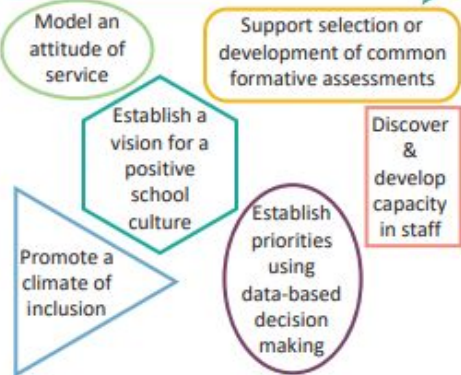 Model an
attitude of
service
Support selection or
development of common
formative assessments
Establish a
vision for a
positive
school
culture
Discover
&
develop
capacity
in staff
Promote a
climate of
inclusion
Establish
priorities
using
data-based
decision
making